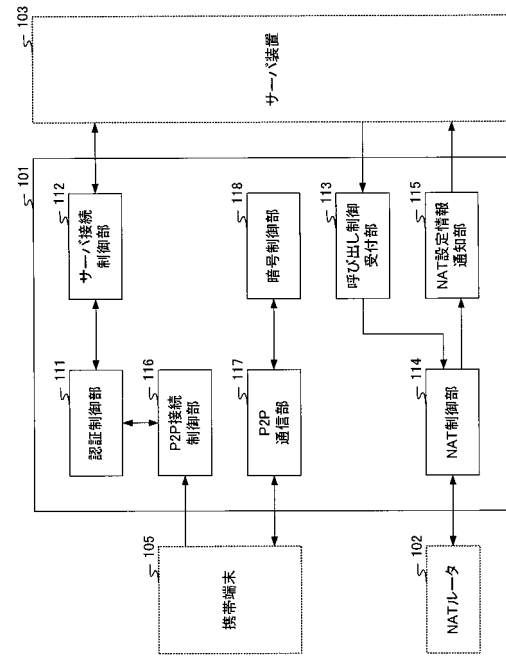 103
サーバ装置
101
112
サーバ接続
制御部
118
暗号制御部
113
呼び出し制御
受付部
115
NAT設定情報
通知部
111
認証制御部
116
P2P接続
制御部
117
P2P
通信部
114
NAT制御部
105
携帯端末
102
NATルータ